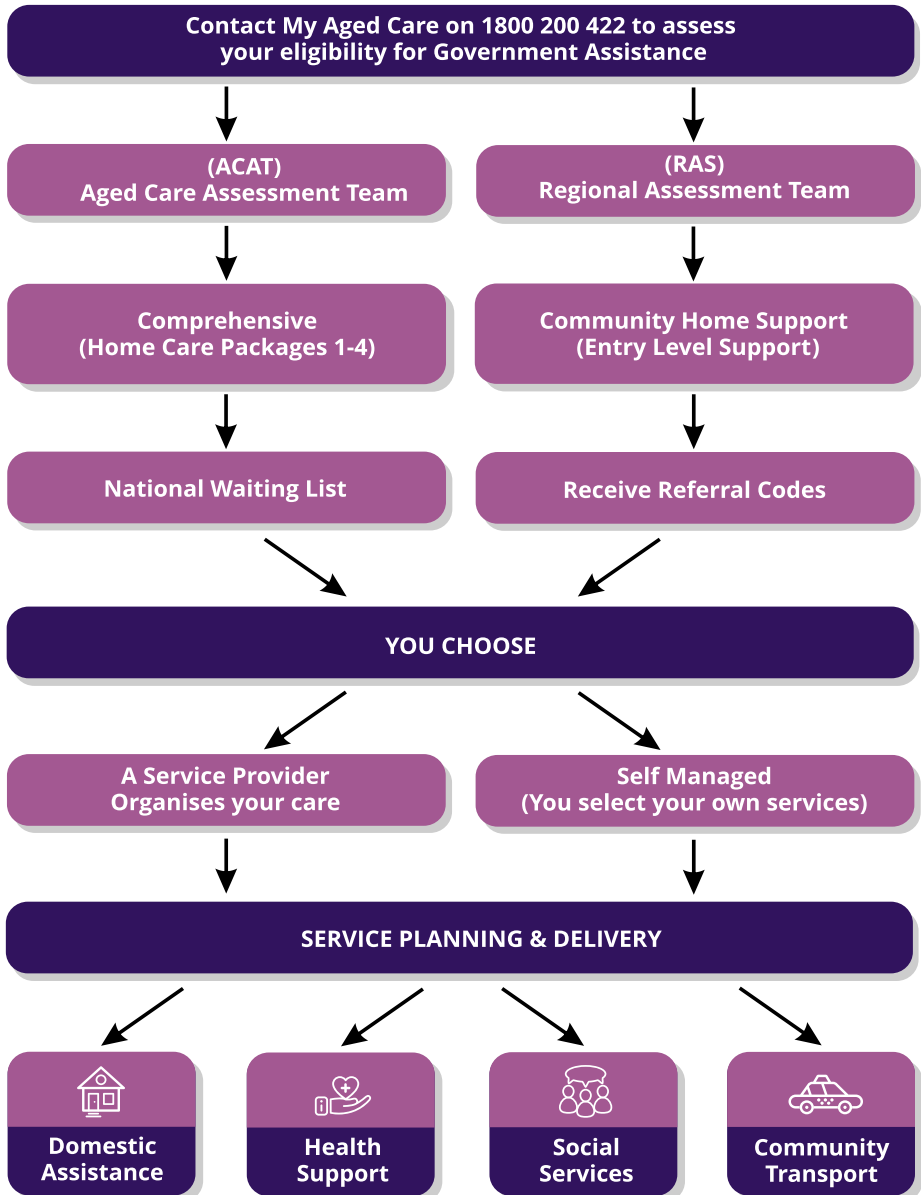 Contact My Aged Care on 1800 200 422 to assess
your eligibility for Government Assistance
(ACAT)
Aged Care Assessment Team
(RAS)
Regional Assessment Team
Comprehensive
(Home Care Packages 1-4)
Community Home Support
(Entry Level Support)
National Waiting List
Receive Referral Codes
YOU CHOOSE
A Service Provider
Organises your care
Self Managed
(You select your own services)
SERVICE PLANNING & DELIVERY
Domestic
Assistance
Health
Support
Social
Services
Community
Transport